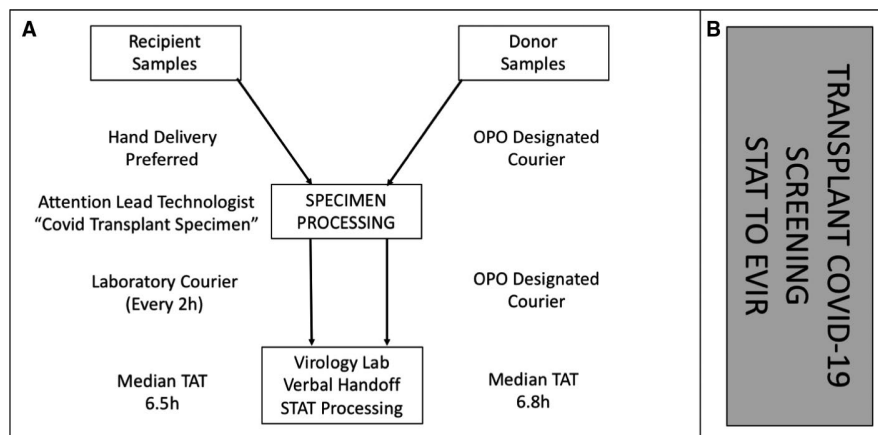 A
Recipient
Samples
Donor
Samples
Hand Delivery
Preferred
OPO Designated
Courier
Attention Lead Technologist
“Covid Transplant Specimen”
SPECIMEN
PROCESSING
Laboratory Courier
(Every 2h)
OPO Designated
Courier
Virology Lab
Verbal Handoff
STAT Processing
Median TAT
6.5h
Median TAT
6.8h
B
TRANSPLANT COVID-19
SCREENING
STAT TO EVIR